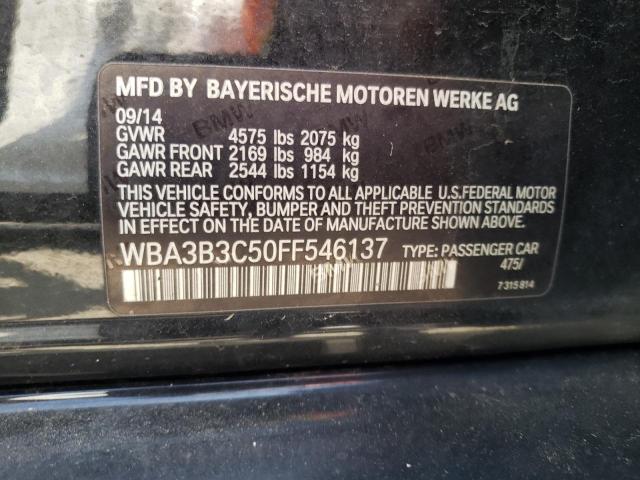 MFD BY BAYERISCHE MOTOREN WERKE AG
09/14
GVWR 4575 lbs 2075 kg
GAWR FRONT 2169 lbs 984 kg
GAWR REAR 2544 lbs 1154 kg
THIS VEHICLE CONFORMS TO ALL APPLICABLE U.S.FEDERAL MOTOR
VEHICLE SAFETY, BUMPER AND THEFT PREVENTION STANDARDS
IN EFFECT ON THE DATE OF MANUFACTURE SHOWN ABOVE.
WBA3B3C50FF546137 TYPE: PASSENGER CAR
475/
7315814